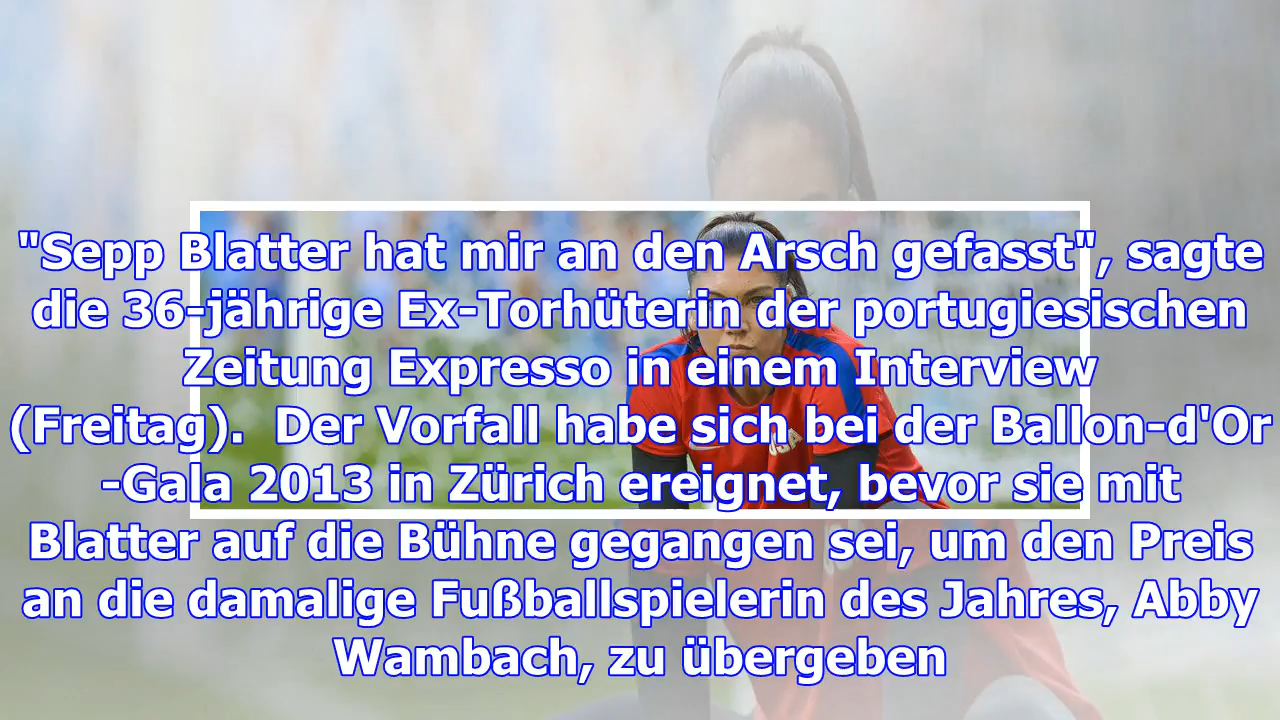 "Sepp Blatter hat mir an den Arsch gefasst", sagte
die 36-jährige Ex-Torhüterin der portugiesischen
Zeitung Expresso in einem Interview
(Freitag).  Der Vorfall habe sich bei der Ballon-d'Or
-Gala 2013 in Zürich ereignet, bevor sie mit
Blatter auf die Bühne gegangen sei, um den Preis
an die damalige Fußballspielerin des Jahres, Abby
Wambach, zu übergeben
USA